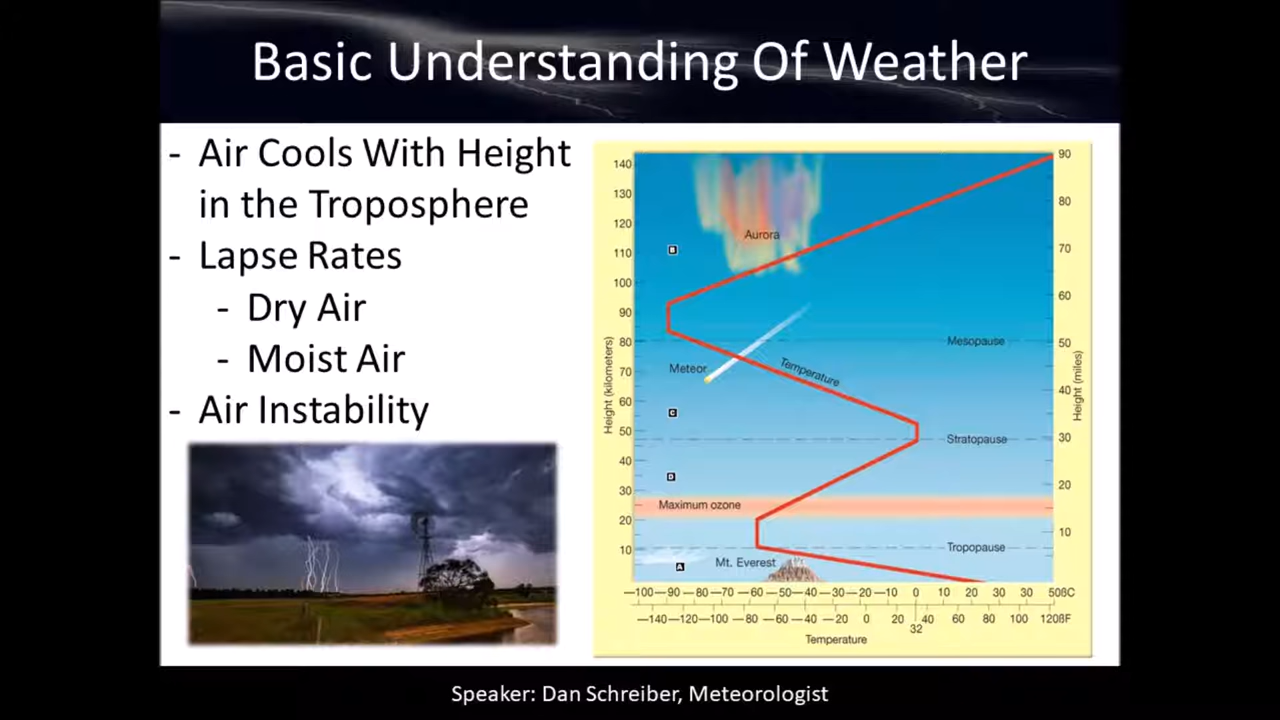 Basic Understanding Of Weather
- Air Cools With Height
in the Troposphere
- Lapse Rates
- Dry Air
- Moist Air
- Air Instability
140
130
120
110
100
90
80
70
60
50
40
30
20
10
Height (kilometers)
90
80
70
60
50
40
30
20
10
Height (miles)
Aurora
B
Mesopause
Meteor
Temperature
C
Stratopause
D
Maximum ozone
Tropopause
Mt. Everest
A
—100—90 —80 —70 —60 —50 —40 —30 —20 —10 0 10 20 30 30 508C
—140—120—100 —80 —60 —40 —20 0 20 40 60 80 100 120ßF
32
Temperature
Speaker: Dan Schreiber, Meteorologist